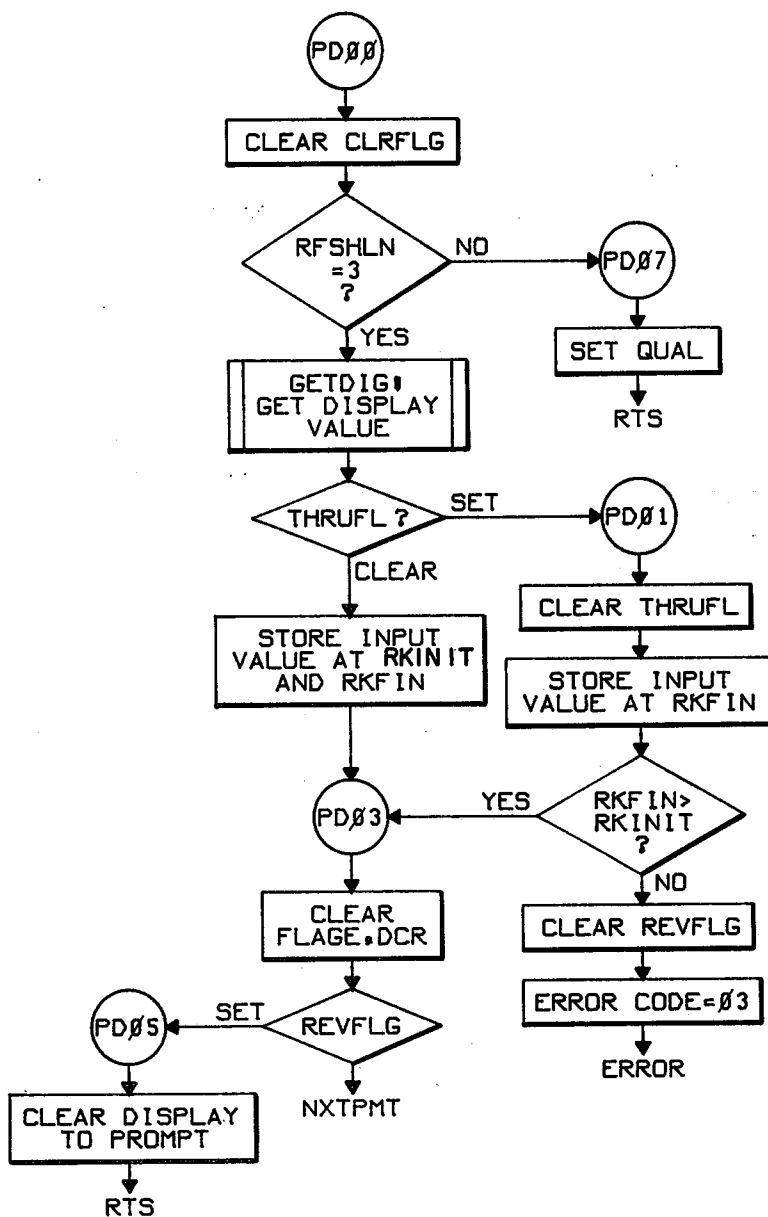 PDØØ
CLEAR CLRFLG
RFSHLN
=3
?
NO
PDØ7
YES
SET QUAL
RTS
GETDIG:
GET DISPLAY
VALUE
THRUFL?
SET
PDØ1
CLEAR
CLEAR THRUFL
STORE INPUT
VALUE AT RKINIT
AND RKFIN
STORE INPUT
VALUE AT RKFIN
PDØ3
YES
RKFIN>
RKINIT
?
NO
CLEAR
FLAGE,DCR
CLEAR REVFLG
ERROR CODE=Ø3
ERROR
PDØ5
SET
REVFLG
NXTPMT
CLEAR DISPLAY
TO PROMPT
RTS